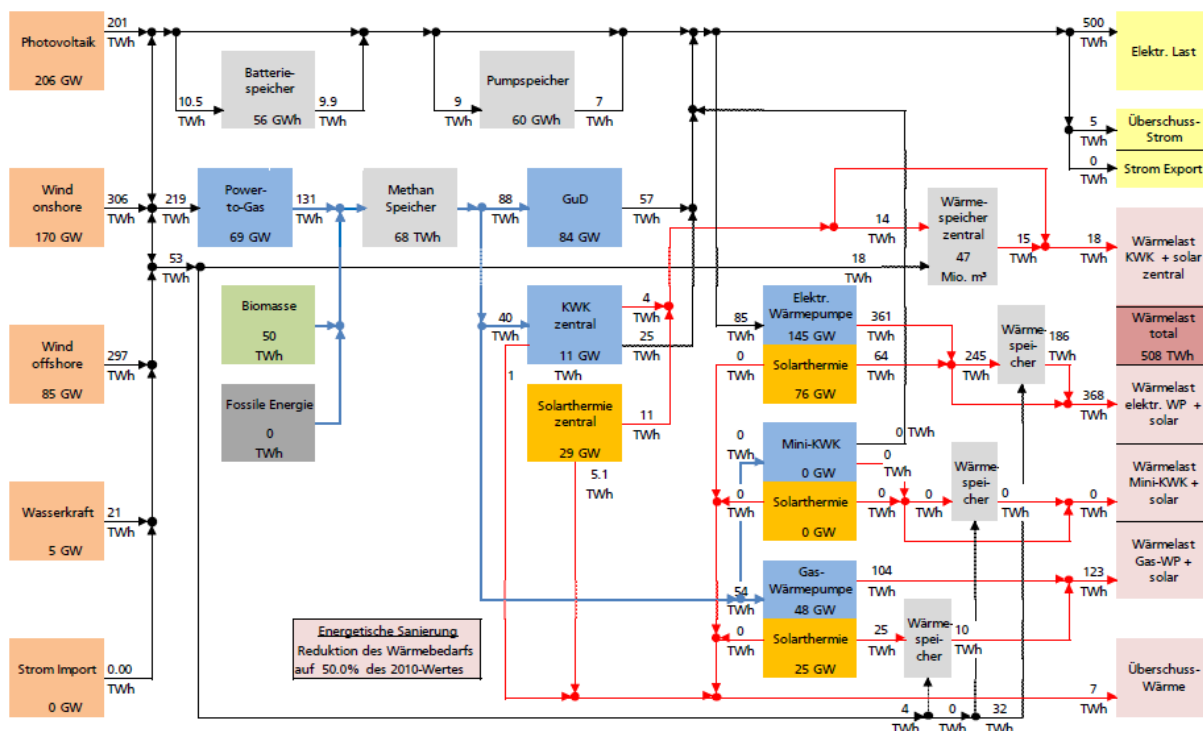 Photovoltaik
206 GW
201
TWh
Batterie-
speicher
56 GWh
10.5
TWh
9.9
TWh
Pumpspeicher
60 GWh
9
TWh
7
TWh
500
TWh
Elektr. Last
5
TWh
Überschuss-
Strom
0
TWh
Strom Export
Wind
onshore
170 GW
306
TWh
219
TWh
Power-
to-Gas
69 GW
131
TWh
Methan
Speicher
68 TWh
88
TWh
GuD
84 GW
57
TWh
14
TWh
Wärme-
speicher
zentral
47
Mio. m³
15
TWh
18
TWh
Wärmelast
KWK + solar
zentral
53
TWh
18
TWh
Biomasse
50
TWh
40
TWh
KWK
zentral
11 GW
TWh
4
TWh
25
TWh
1
85
TWh
Elektr.
Wärmepumpe
145 GW
361
TWh
0
TWh
Solarthermie
76 GW
64
TWh
245
TWh
Wärme-
spei-
cher
186
TWh
Wärmelast
total
508 TWh
368
TWh
Wärmelast
elektr. WP +
solar
Wind
offshore
85 GW
297
TWh
Fossile Energie
0
TWh
Solarthermie
zentral
29 GW
11
TWh
5.1
TWh
0
TWh
Mini-KWK
0 GW
0 TWh
0
TWh
0
TWh
Solarthermie
0 GW
0
TWh
0
TWh
Wärme-
spei-
cher
0
TWh
0
TWh
Wärmelast
Mini-KWK +
solar
Wasserkraft
5 GW
21
TWh
54
TWh
Gas-
Wärmepumpe
48 GW
104
TWh
123
TWh
Wärmelast
Gas-WP +
solar
0
TWh
Solarthermie
25 GW
25
TWh
Wärme-
spei-
cher
10
TWh
Energetische Sanierung
Reduktion des Wärmebedarfs
auf 50.0% des 2010-Wertes
Strom Import
0 GW
0.00
TWh
7
TWh
Überschuss-
Wärme
4
TWh
0
TWh
32
TWh